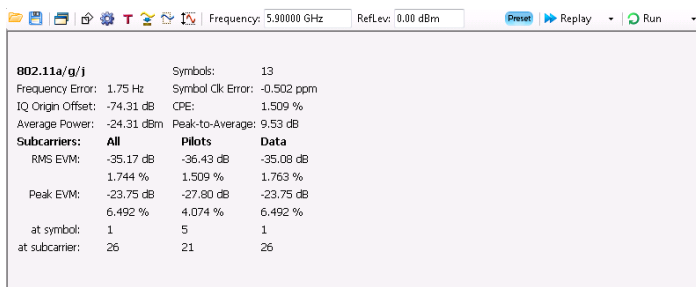 T Frequency: 5.90000 GHz RefLev: 0.00 dBm Preset Replay Run
802.11a/g/j Symbols: 13
Frequency Error: 1.75 Hz Symbol Clk Error: -0.502 ppm
IQ Origin Offset: -74.31 dB CPE: 1.509 %
Average Power: -24.31 dBm Peak-to-Average: 9.53 dB
Subcarriers: All Pilots Data
RMS EVM: -35.17 dB -36.43 dB -35.08 dB
1.744 % 1.509 % 1.763 %
Peak EVM: -23.75 dB -27.80 dB -23.75 dB
6.492 % 4.074 % 6.492 %
at symbol: 1 5 1
at subcarrier: 26 21 26